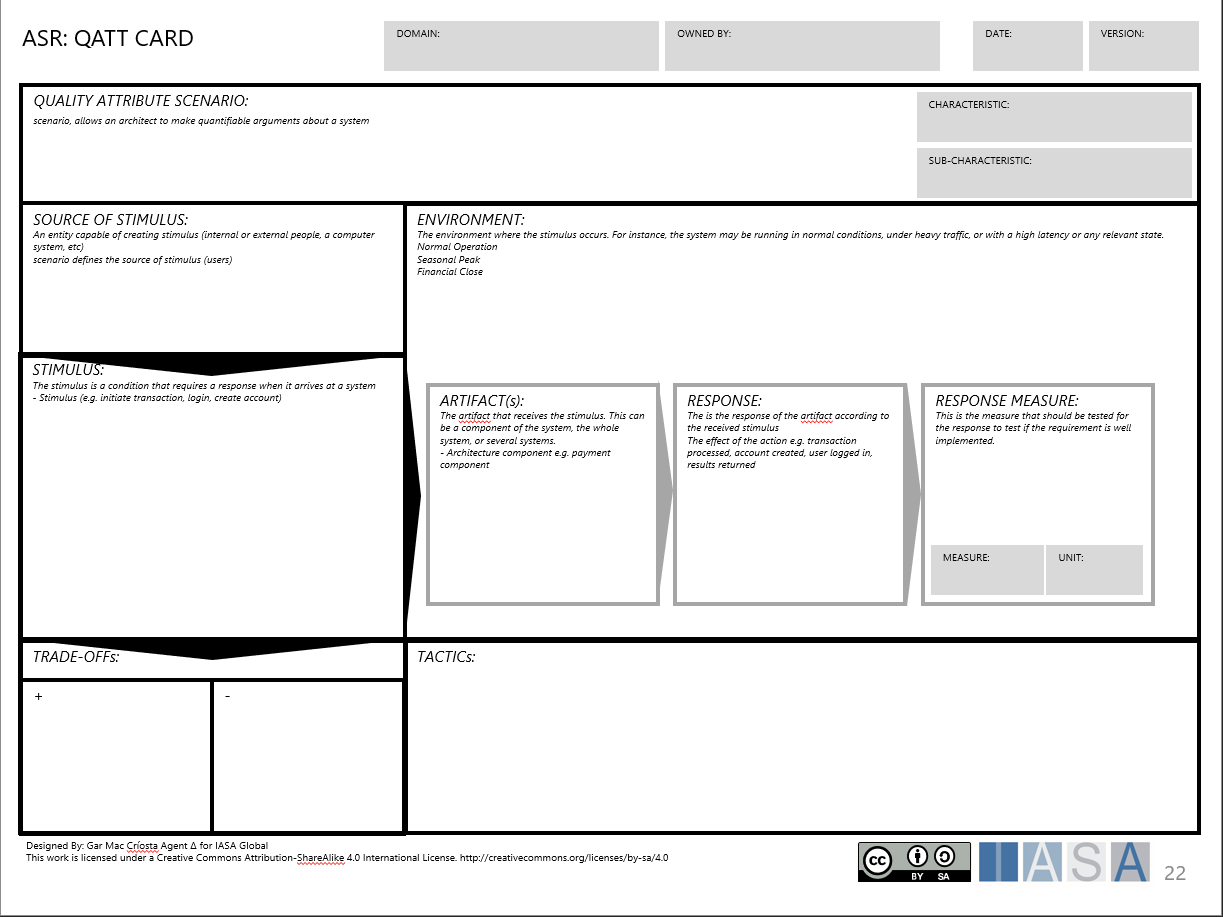 ASR: QATT CARD
DOMAIN:
OWNED BY:
DATE:
VERSION:
QUALITY ATTRIBUTE SCENARIO:
scenario, allows an architect to make quantifiable arguments about a system
CHARACTERISTIC:
SUB-CHARACTERISTIC:
SOURCE OF STIMULUS:
An entity capable of creating stimulus (internal or external people, a computer
system, etc)
scenario defines the source of stimulus (users)
ENVIRONMENT:
The environment where the stimulus occurs. For instance, the system may be running in normal conditions, under heavy traffic, or with a high latency or any relevant state.
Normal Operation
Seasonal Peak
Financial Close
STIMULUS:
The stimulus is a condition that requires a response when it arrives at a system
- Stimulus (e.g. initiate transaction, login, create account)
ARTIFACT(s):
The artifact that receives the stimulus. This can
be a component of the system, the whole
system, or several systems.
- Architecture component e.g. payment
component
RESPONSE:
The is the response of the artifact according to
the received stimulus
The effect of the action e.g. transaction
processed, account created, user logged in,
results returned
RESPONSE MEASURE:
This is the measure that should be tested for
the response to test if the requirement is well
implemented.
MEASURE:
UNIT:
TRADE-OFFs:
+
-
TACTICs:
Designed By: Gar Mac Críosta Agent Δ for IASA Global
This work is licensed under a Creative Commons Attribution-ShareAlike 4.0 International License. http://creativecommons.org/licenses/by-sa/4.0
cc
BY SA
IASA
22